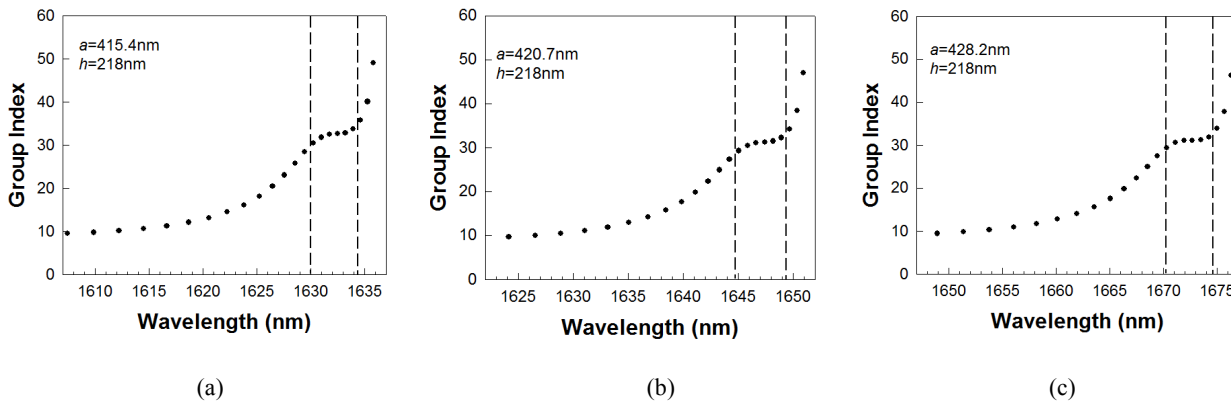 60
50
40
30
20
10
0
Group Index
a=415.4nm
h=218nm
1610 1615 1620 1625 1630 1635
Wavelength (nm)
(a)
60
50
40
30
20
10
0
Group Index
a=420.7nm
h=218nm
1625 1630 1635 1640 1645 1650
Wavelength (nm)
(b)
60
50
40
30
20
10
0
Group Index
a=428.2nm
h=218nm
1650 1655 1660 1665 1670 1675
Wavelength (nm)
(c)